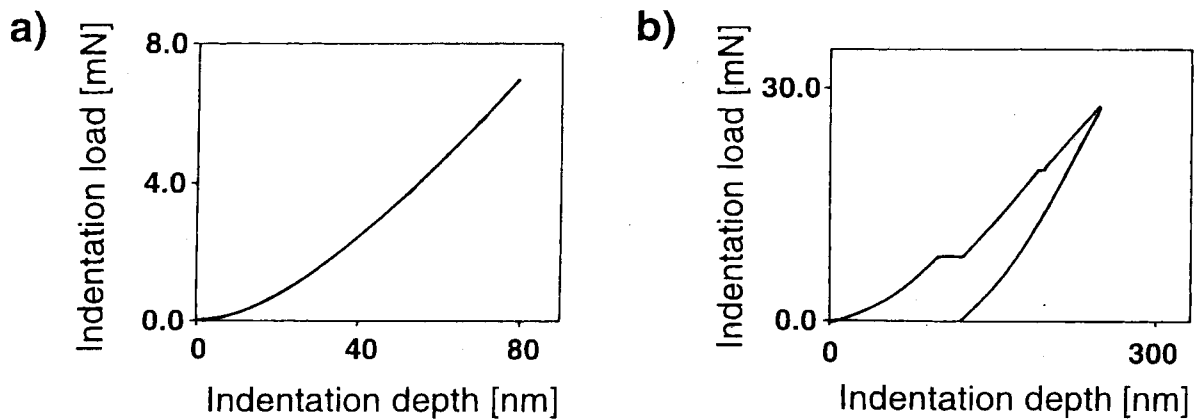 a)
Indentation load [mN]
8.0
4.0
0.0
0
40
80
Indentation depth [nm]
b)
Indentation load [mN]
30.0
0.0
0
300
Indentation depth [nm]